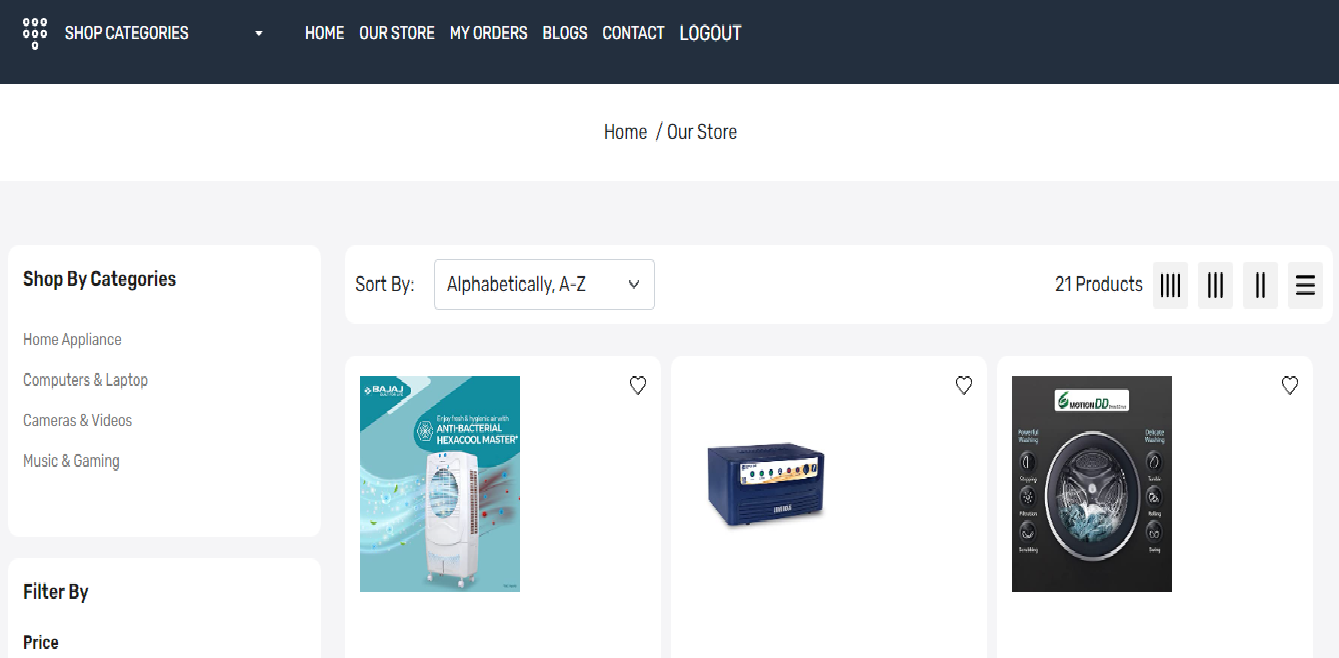 SHOP CATEGORIES HOME OUR STORE MY ORDERS BLOGS CONTACT LOGOUT
Home / Our Store
Shop By Categories
Home Appliance
Computers & Laptop
Cameras & Videos
Music & Gaming
Filter By
Price
Sort By: Alphabetically, A-Z 21 Products
BAJAJ
Enjoy fresh & hygienic air with
ANTI-BACTERIAL
HEXACOOL MASTER*
6 MOTION DD
Powerful
Washing
Delicate
Washing
Stepping
Tumble
Filtration
Rolling
Scrubbing
Swing